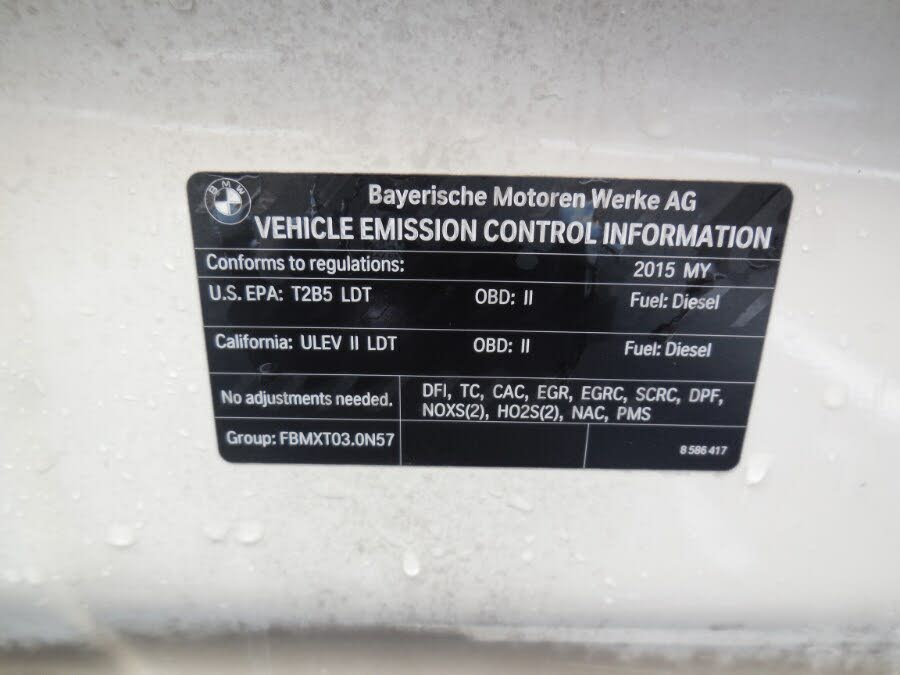 BMW
Bayerische Motoren Werke AG
VEHICLE EMISSION CONTROL INFORMATION
Conforms to regulations: 2015 MY
U.S. EPA: T2B5 LDT OBD: II Fuel: Diesel
California: ULEV II LDT OBD: II Fuel: Diesel
No adjustments needed.
DFI, TC, CAC, EGR, EGRC, SCRC, DPF,
NOXS(2), HO2S(2), NAC, PMS
Group: FBMXT03.0N57
8 586 417